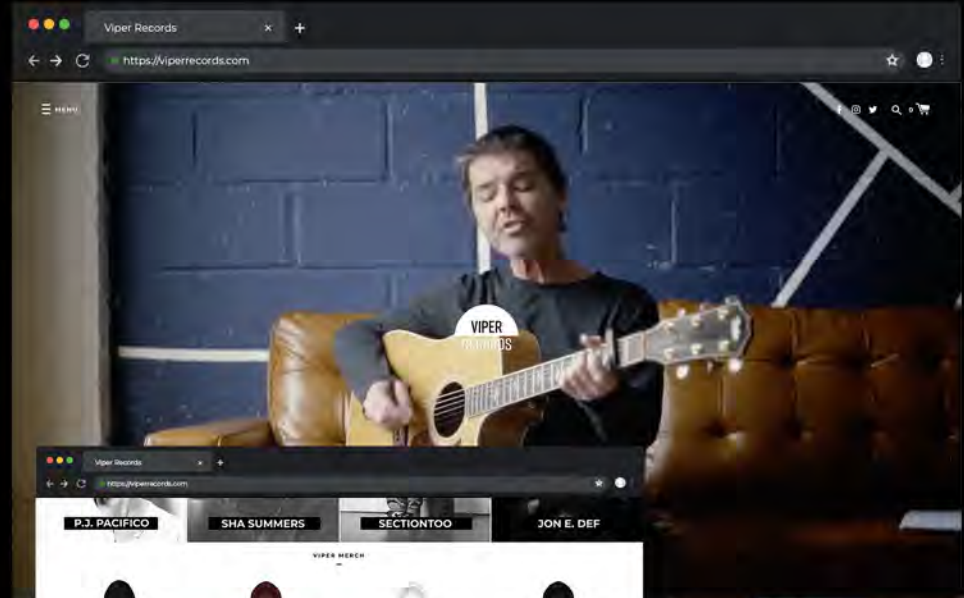 Viper Records
https://viperrecords.com
MENU
0
VIPER
RECORDS
Viper Records
https://viperrecords.com
P.J. PACIFICO
SHA SUMMERS
SECTIONTOO
JON E. DEF
VIPER MERCH